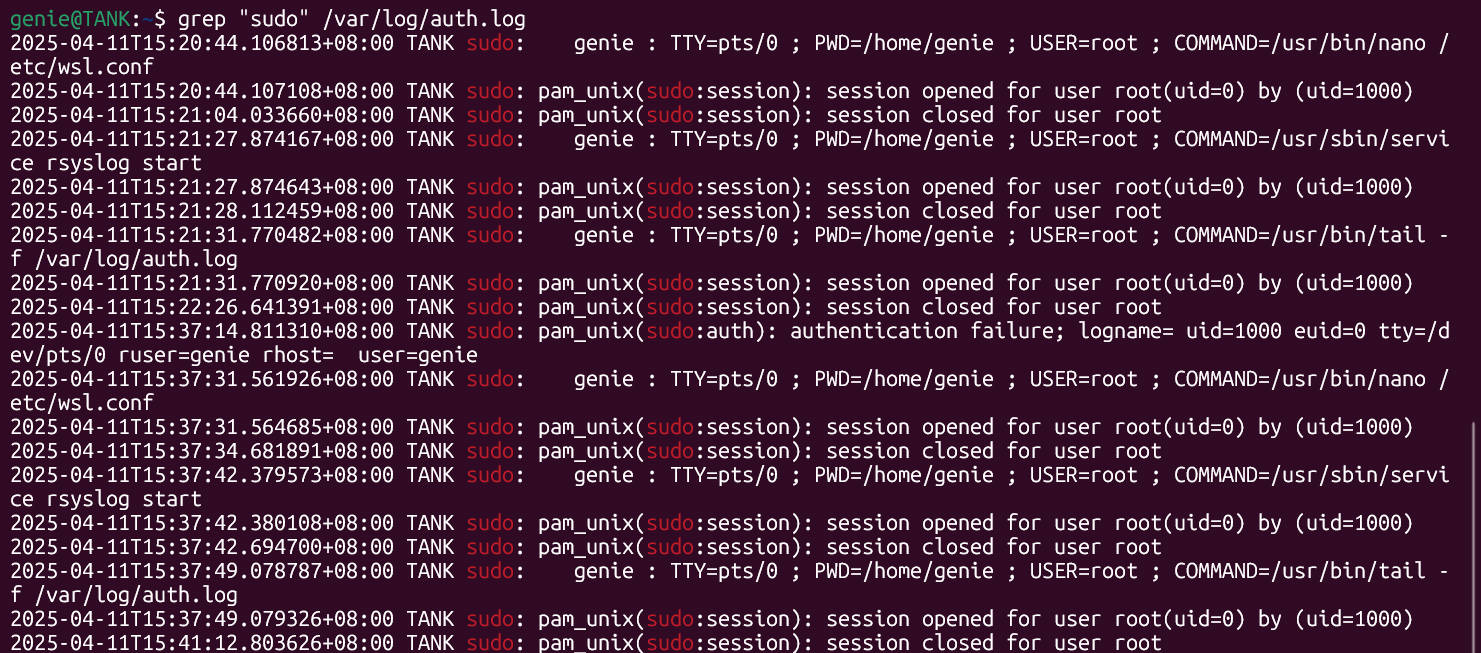 genie@TANK:~$ grep "sudo" /var/log/auth.log
2025-04-11T15:20:44.106813+08:00 TANK sudo:    genie : TTY=pts/0 ; PWD=/home/genie ; USER=root ; COMMAND=/usr/bin/nano /
etc/wsl.conf
2025-04-11T15:20:44.107108+08:00 TANK sudo: pam_unix(sudo:session): session opened for user root(uid=0) by (uid=1000)
2025-04-11T15:21:04.033660+08:00 TANK sudo: pam_unix(sudo:session): session closed for user root
2025-04-11T15:21:27.874167+08:00 TANK sudo:    genie : TTY=pts/0 ; PWD=/home/genie ; USER=root ; COMMAND=/usr/sbin/servi
ce rsyslog start
2025-04-11T15:21:27.874643+08:00 TANK sudo: pam_unix(sudo:session): session opened for user root(uid=0) by (uid=1000)
2025-04-11T15:21:28.112459+08:00 TANK sudo: pam_unix(sudo:session): session closed for user root
2025-04-11T15:21:31.770482+08:00 TANK sudo:    genie : TTY=pts/0 ; PWD=/home/genie ; USER=root ; COMMAND=/usr/bin/tail -
f /var/log/auth.log
2025-04-11T15:21:31.770920+08:00 TANK sudo: pam_unix(sudo:session): session opened for user root(uid=0) by (uid=1000)
2025-04-11T15:22:26.641391+08:00 TANK sudo: pam_unix(sudo:session): session closed for user root
2025-04-11T15:37:14.811310+08:00 TANK sudo: pam_unix(sudo:auth): authentication failure; logname= uid=1000 euid=0 tty=/d
ev/pts/0 ruser=genie rhost=  user=genie
2025-04-11T15:37:31.561926+08:00 TANK sudo:    genie : TTY=pts/0 ; PWD=/home/genie ; USER=root ; COMMAND=/usr/bin/nano /
etc/wsl.conf
2025-04-11T15:37:31.564685+08:00 TANK sudo: pam_unix(sudo:session): session opened for user root(uid=0) by (uid=1000)
2025-04-11T15:37:34.681891+08:00 TANK sudo: pam_unix(sudo:session): session closed for user root
2025-04-11T15:37:42.379573+08:00 TANK sudo:    genie : TTY=pts/0 ; PWD=/home/genie ; USER=root ; COMMAND=/usr/sbin/servi
ce rsyslog start
2025-04-11T15:37:42.380108+08:00 TANK sudo: pam_unix(sudo:session): session opened for user root(uid=0) by (uid=1000)
2025-04-11T15:37:42.694700+08:00 TANK sudo: pam_unix(sudo:session): session closed for user root
2025-04-11T15:37:49.078787+08:00 TANK sudo:    genie : TTY=pts/0 ; PWD=/home/genie ; USER=root ; COMMAND=/usr/bin/tail -
f /var/log/auth.log
2025-04-11T15:37:49.079326+08:00 TANK sudo: pam_unix(sudo:session): session opened for user root(uid=0) by (uid=1000)
2025-04-11T15:41:12.803626+08:00 TANK sudo: pam_unix(sudo:session): session closed for user root